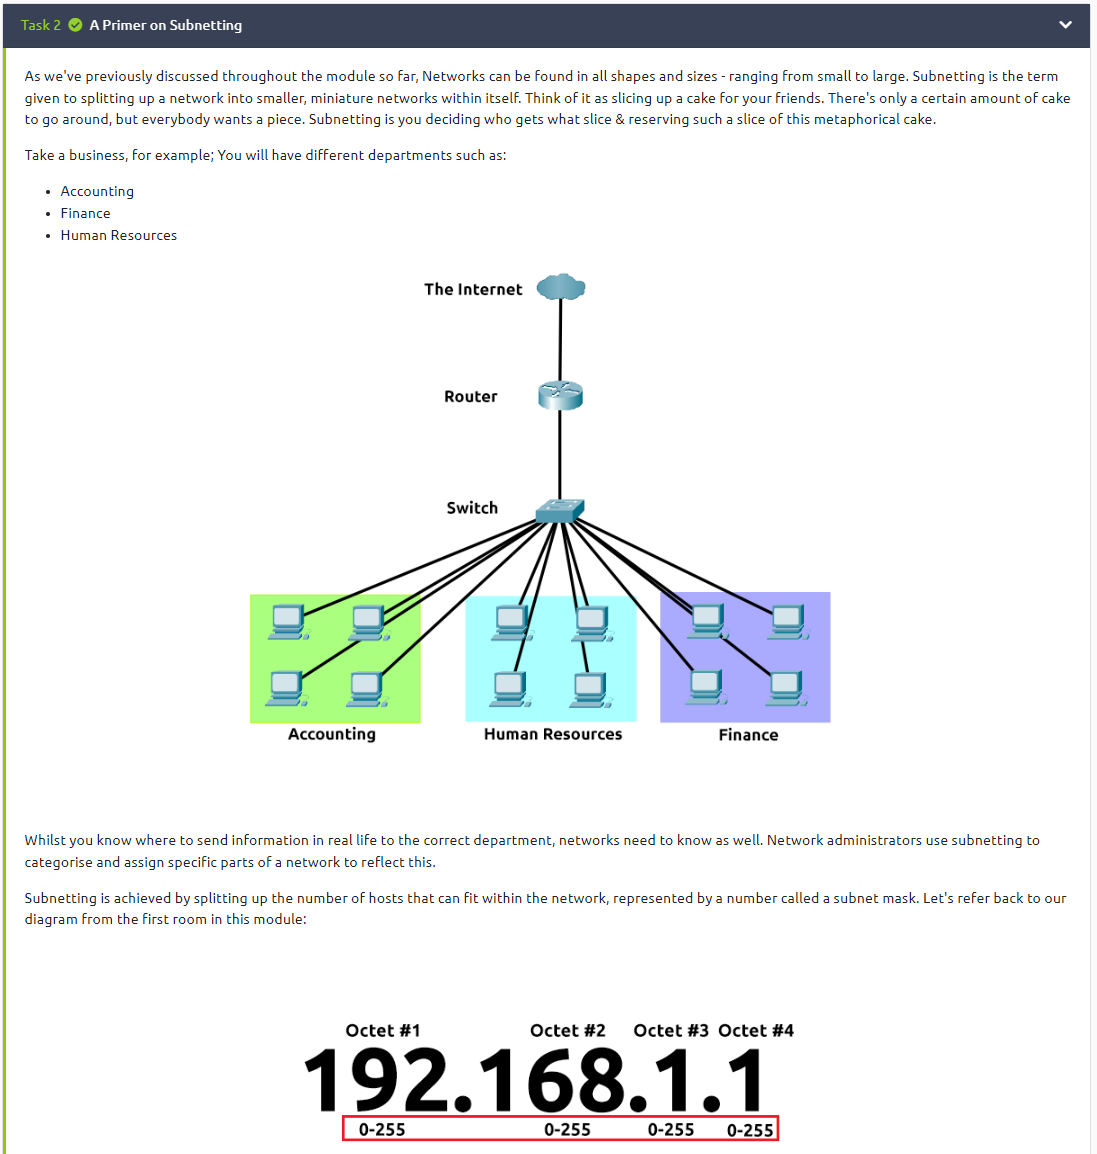 Task 2 A Primer on Subnetting
As we've previously discussed throughout the module so far, Networks can be found in all shapes and sizes - ranging from small to large. Subnetting is the term
given to splitting up a network into smaller, miniature networks within itself. Think of it as slicing up a cake for your friends. There's only a certain amount of cake
to go around, but everybody wants a piece. Subnetting is you deciding who gets what slice & reserving such a slice of this metaphorical cake.
Take a business, for example; You will have different departments such as:
• Accounting
• Finance
• Human Resources
The Internet
Router
Switch
Accounting Human Resources Finance
Whilst you know where to send information in real life to the correct department, networks need to know as well. Network administrators use subnetting to
categorise and assign specific parts of a network to reflect this.
Subnetting is achieved by splitting up the number of hosts that can fit within the network, represented by a number called a subnet mask. Let's refer back to our
diagram from the first room in this module:
Octet #1 Octet #2 Octet #3 Octet #4
192.168.1.1
0-255 0-255 0-255 0-255